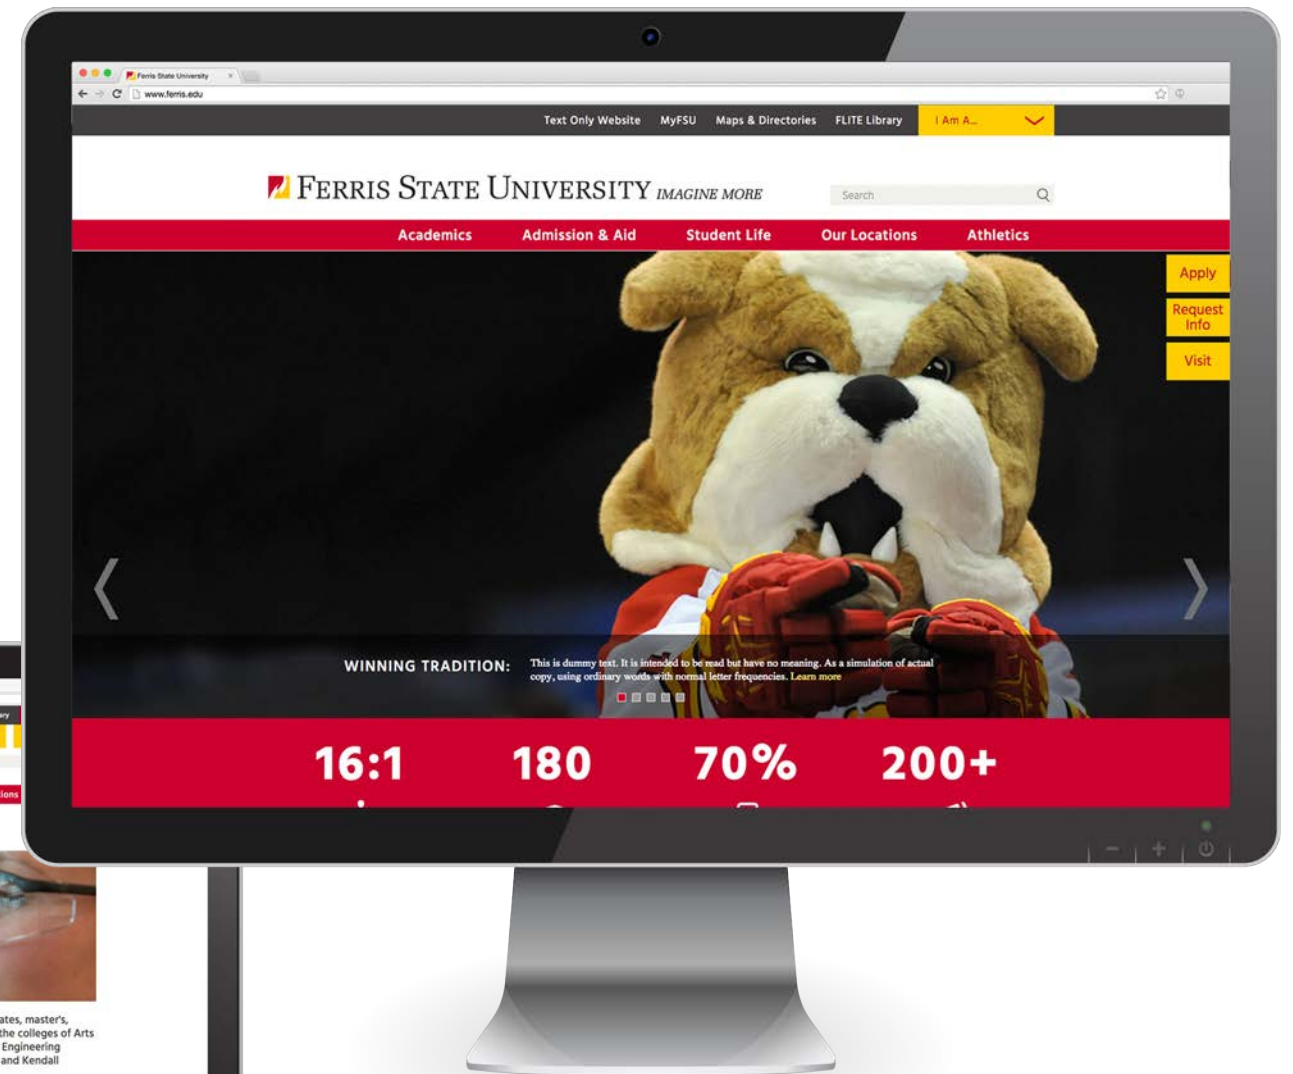 Ferris State University
www.ferris.edu
Text Only Website MyFSU Maps & Directories FLITE Library I Am A...
FERRIS STATE UNIVERSITY IMAGINE MORE
Search
Academics Admission & Aid Student Life Our Locations Athletics
Apply
Request
Info
Visit
WINNING TRADITION:
This is dummy text. It is intended to be read but have no meaning. As a simulation of actual
copy, using ordinary words with normal letter frequencies. Learn more
16:1 180 70% 200+
ates, master's,
the colleges of Arts
Engineering
and Kendall